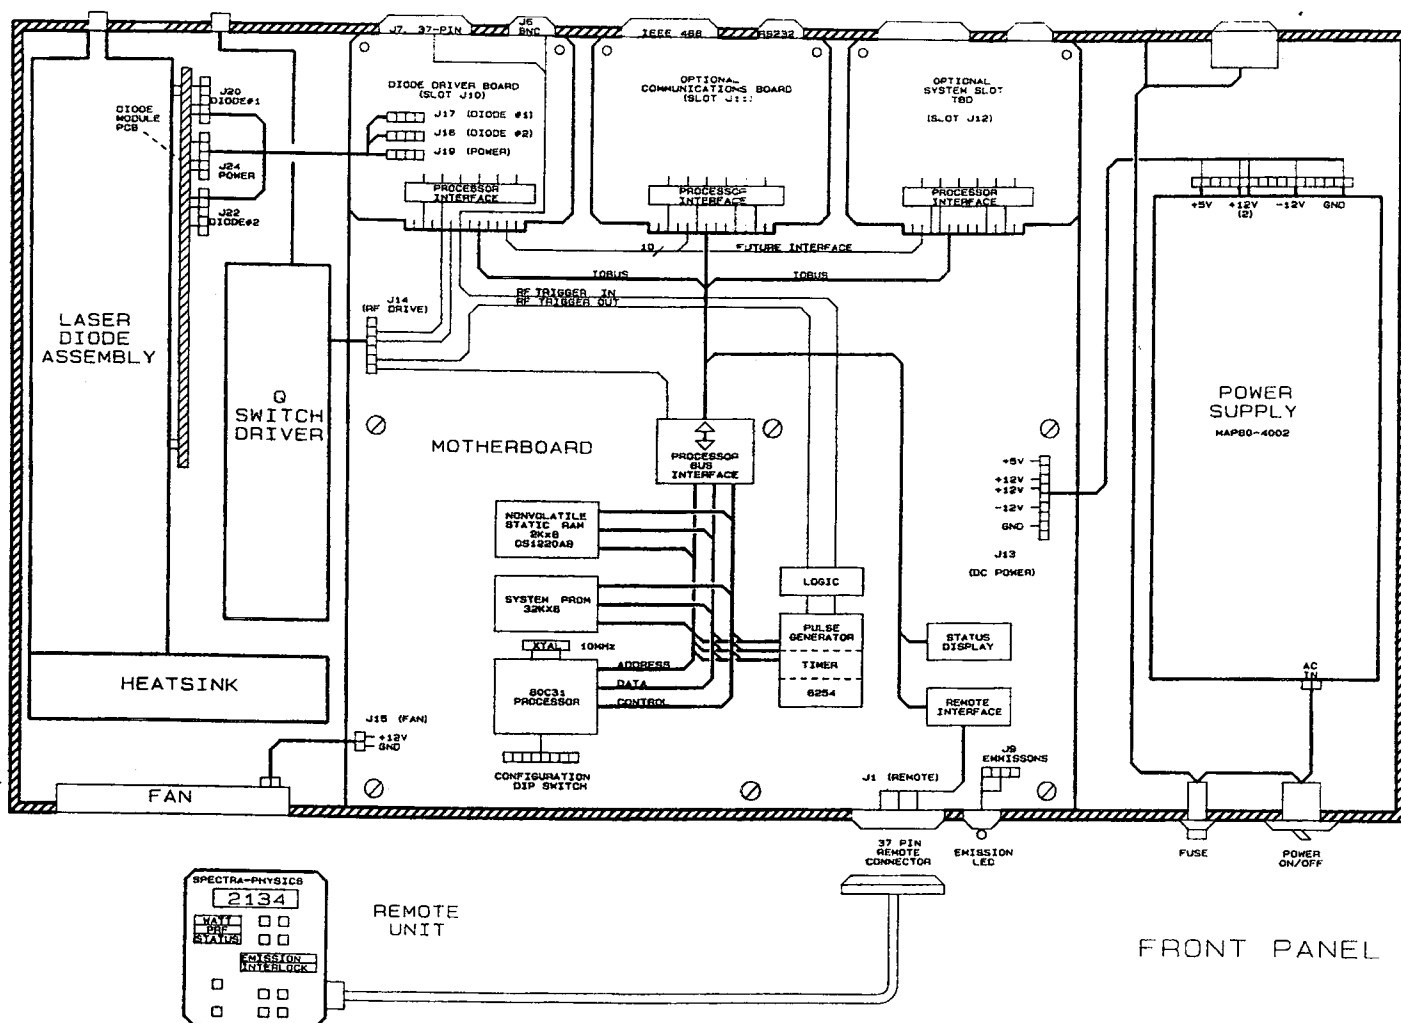 J7, 37-PIN
J6
BNC
IEEE 488
RS232
DIODE DRIVER BOARD
(SLOT J10)
J17 (DIODE #1)
J18 (DIODE #2)
J19 (POWER)
PROCESSOR
INTERFACE
OPTIONAL
COMMUNICATIONS BOARD
(SLOT J11)
PROCESSOR
INTERFACE
OPTIONAL
SYSTEM SLOT
TBD
(SLOT J12)
PROCESSOR
INTERFACE
J20
DIODE#1
DIODE
MODULE
PCB
J24
POWER
J22
DIODE#2
+5V
+12V
(2)
-12V
GND
10
FUTURE INTERFACE
IOBUS
IOBUS
RF TRIGGER IN
RF TRIGGER OUT
J14
(RF DRIVE)
LASER
DIODE
ASSEMBLY
Q
SWITCH
DRIVER
MOTHERBOARD
PROCESSOR
BUS
INTERFACE
POWER
SUPPLY
MAP80-4002
+5V
+12V
+12V
-12V
GND
J13
(DC POWER)
NONVOLATILE
STATIC RAM
2KX8
DS1220AB
SYSTEM PROM
32KX8
XTAL
10MHz
80C31
PROCESSOR
ADDRESS
DATA
CONTROL
LOGIC
PULSE
GENERATOR
TIMER
8254
STATUS
DISPLAY
REMOTE
INTERFACE
AC
IN
HEATSINK
J15 (FAN)
+12V
GND
FAN
CONFIGURATION
DIP SWITCH
J1 (REMOTE)
J9
EMMISSONS
37 PIN
REMOTE
CONNECTOR
EMISSION
LED
FUSE
POWER
ON/OFF
SPECTRA-PHYSICS
2134
WATT
PRF
STATUS
EMISSION
INTERLOCK
REMOTE
UNIT
FRONT PANEL